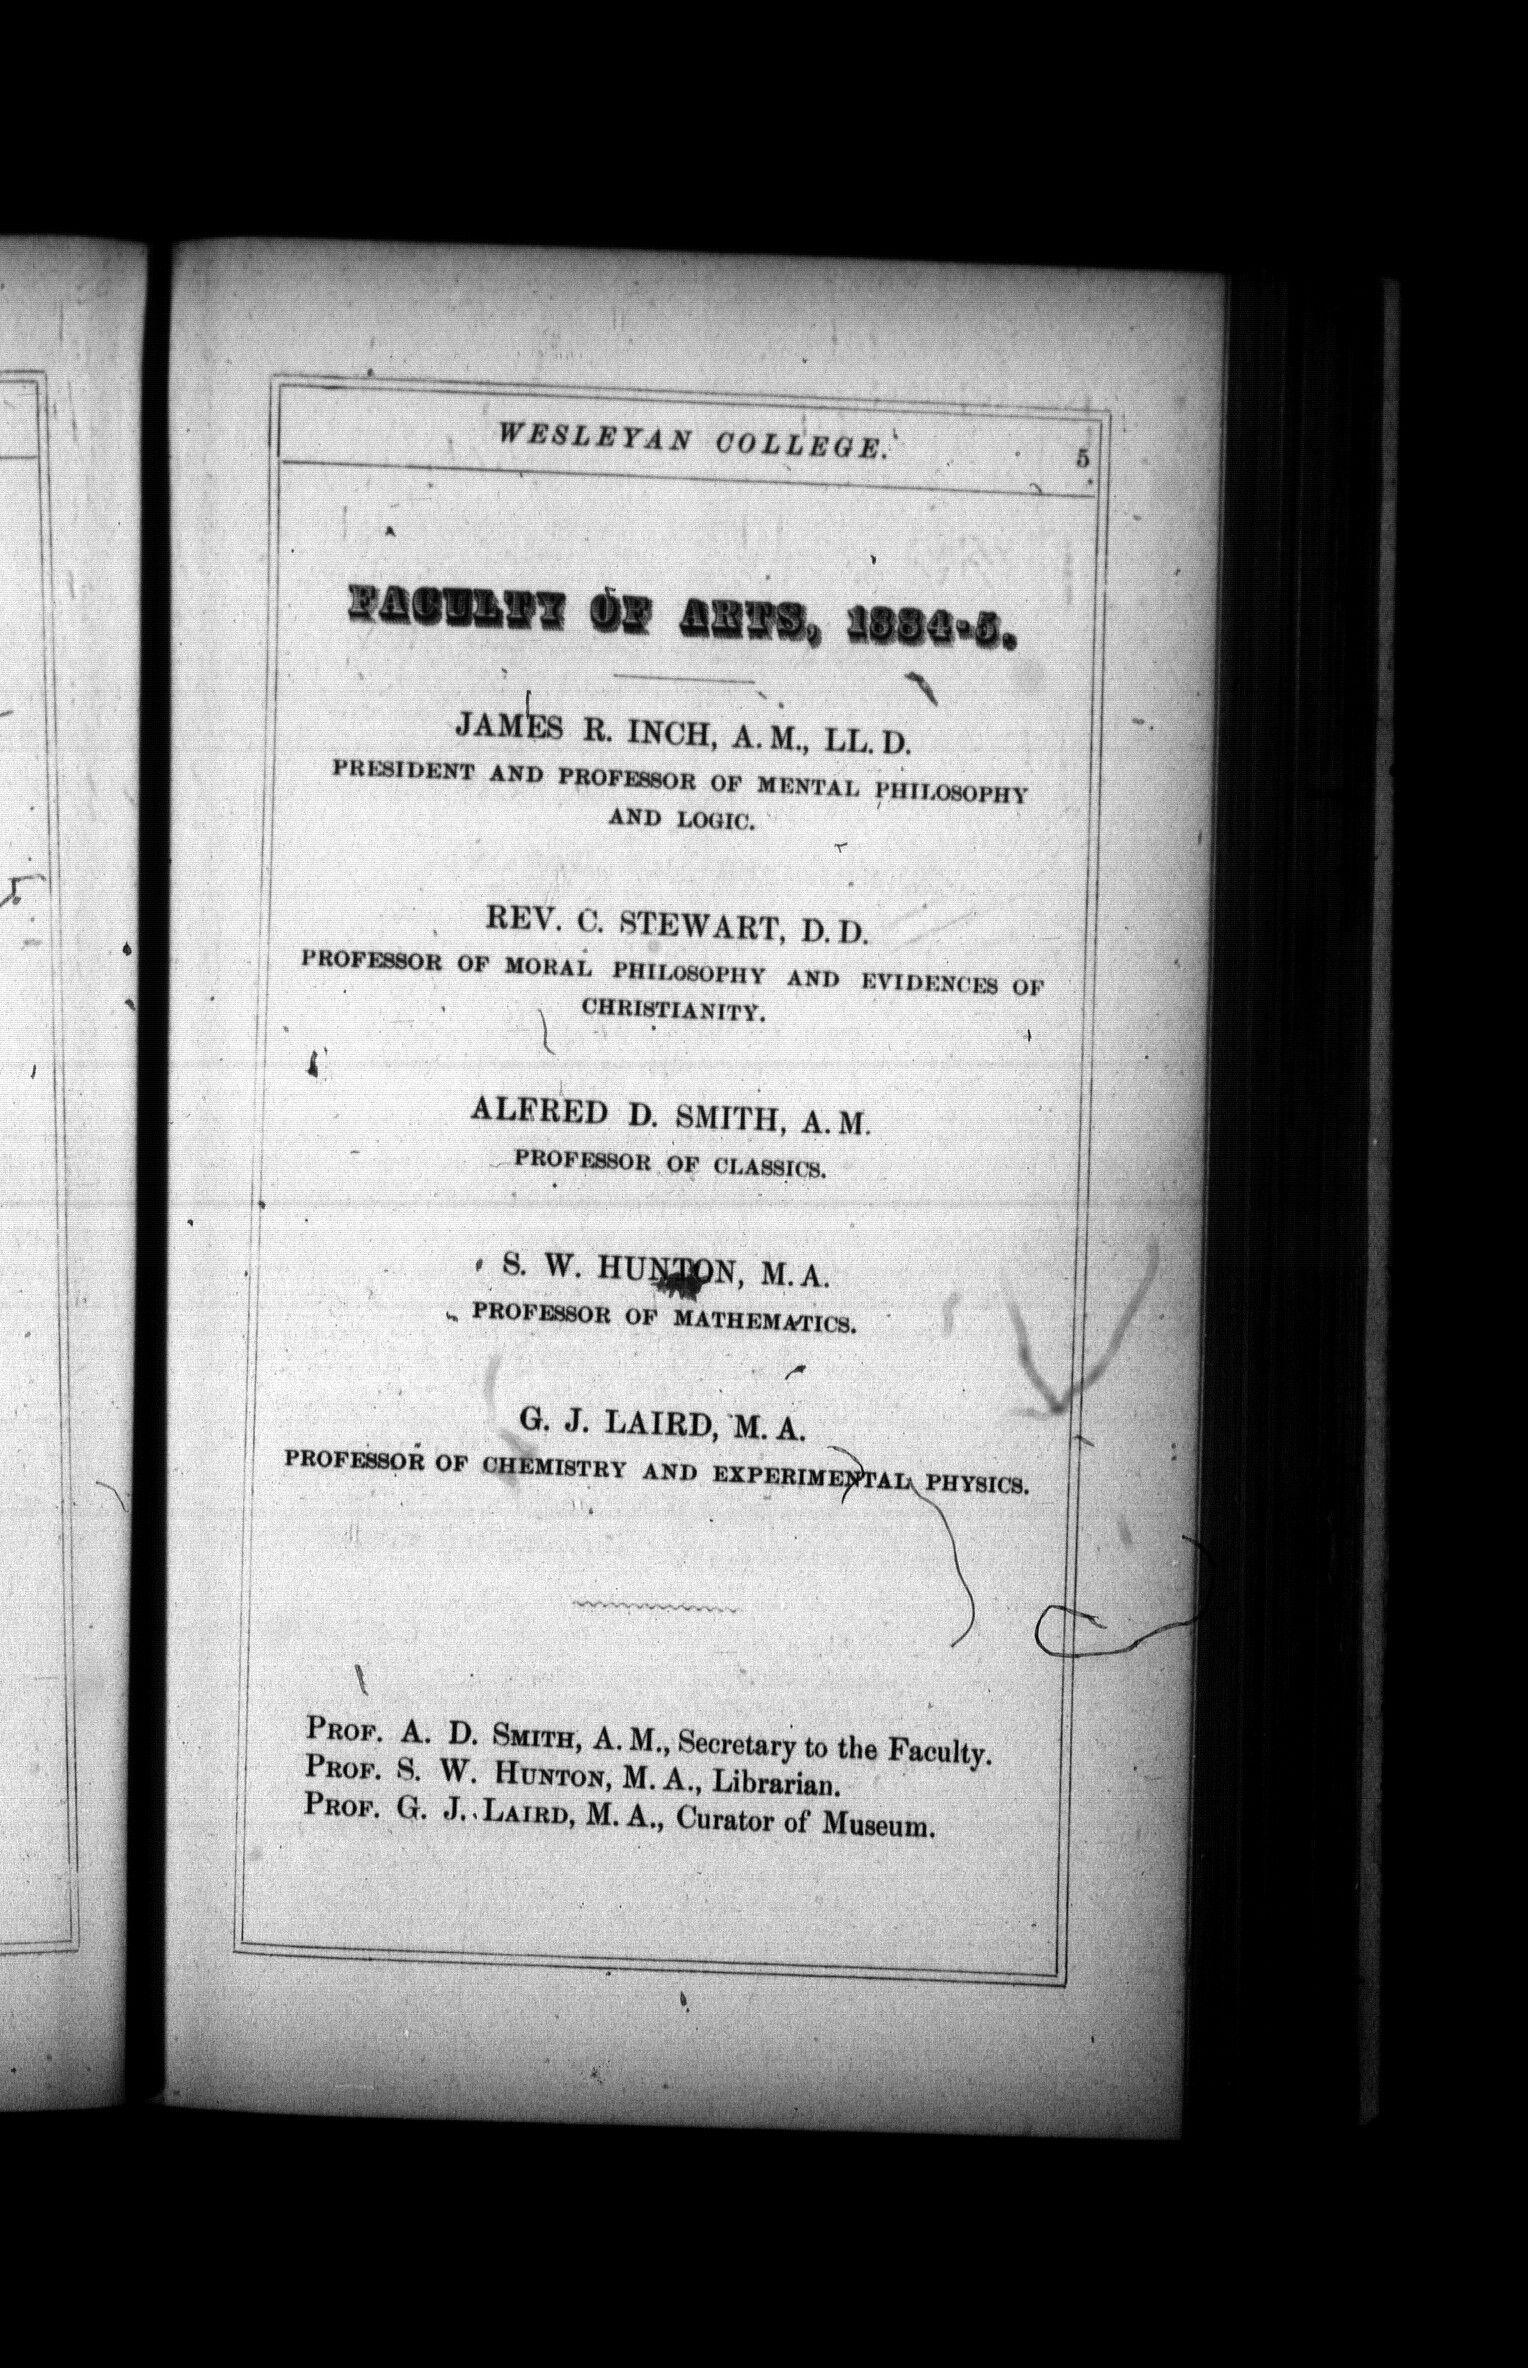 WESLEYAN COLLEGE. 5
FACULTY OF ARTS, 1884-5.
JAMES R. INCH, A. M., LL. D.
PRESIDENT AND PROFESSOR OF MENTAL PHILOSOPHY
AND LOGIC.
REV. C. STEWART, D. D.
PROFESSOR OF MORAL PHILOSOPHY AND EVIDENCES OF
CHRISTIANITY.
ALFRED D. SMITH, A. M.
PROFESSOR OF CLASSICS.
S. W. HUNTON, M. A.
PROFESSOR OF MATHEMATICS.
G. J. LAIRD, M. A.
PROFESSOR OF CHEMISTRY AND EXPERIMENTAL PHYSICS.
PROF. A. D. SMITH, A. M., Secretary to the Faculty.
PROF. S. W. HUNTON, M. A., Librarian.
PROF. G. J. LAIRD, M. A., Curator of Museum.